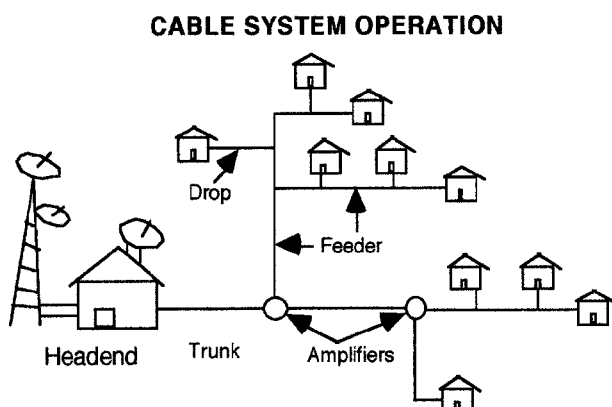 CABLE SYSTEM OPERATION
Drop
Feeder
Headend
Trunk
Amplifiers